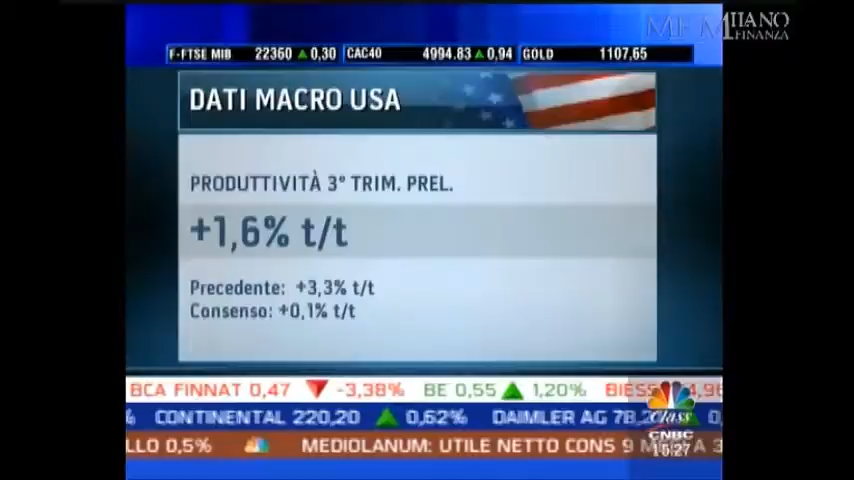 MF MILANO
FINANZA
F-FTSE MIB 22360 ▲ 0,30 CAC40 4994.83 ▲ 0,94 GOLD 1107,65
DATI MACRO USA
PRODUTTIVITÀ 3° TRIM. PREL.
+1,6% t/t
Precedente: +3,3% t/t
Consenso: +0,1% t/t
BCA FINNAT 0,47 ▼ -3,38% BE 0,55 ▲ 1,20%
% CONTINENTAL 220,20 ▲ 0,62% DAIMLER AG
Class
CNBC
LLO 0,5% MEDIOLANUM: UTILE NETTO CONS 9